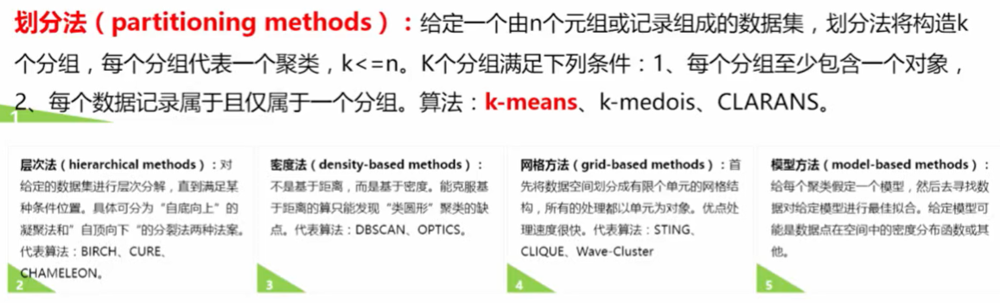 划分法（partitioning methods）：给定一个由n个元组或记录组成的数据集，划分法将构造k
个分组，每个分组代表一个聚类，k<=n。K个分组满足下列条件：1、每个分组至少包含一个对象，
2、每个数据记录属于且仅属于一个分组。算法：k-means、k-medois、CLARANS。
1
层次法（hierarchical methods）：对
给定的数据集进行层次分解，直到满足某
种条件位置。具体可分为“自底向上”的
凝聚法和”自顶向下“的分裂法两种法案。
代表算法：BIRCH、CURE、
CHAMELEON。
2
密度法（density-based methods）：
不是基于距离，而是基于密度。能克服基
于距离的算只能发现“类圆形”聚类的缺
点。代表算法：DBSCAN、OPTICS。
3
网格方法（grid-based methods）：首
先将数据空间划分成有限个单元的网格结
构，所有的处理都以单元为对象。优点处
理速度很快。代表算法：STING、
CLIQUE、Wave-Cluster
4
模型方法（model-based methods）：
给每个聚类假定一个模型，然后去寻找数
据对给定模型进行最佳拟合。给定模型可
能是数据点在空间中的密度分布函数或其
他。
5